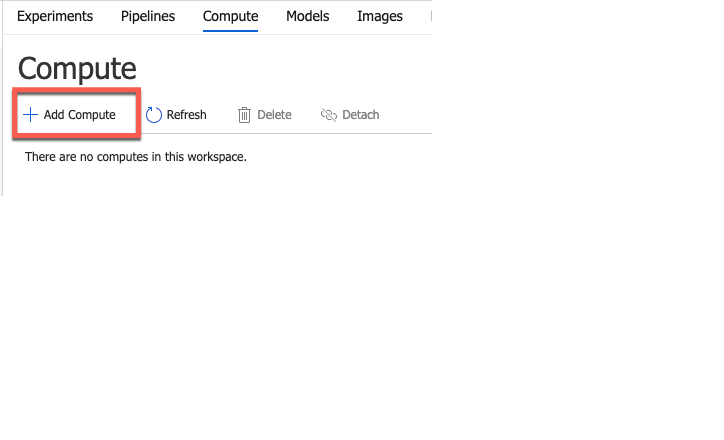 Experiments Pipelines Compute Models Images
Compute
Add Compute Refresh Delete Detach
There are no computes in this workspace.